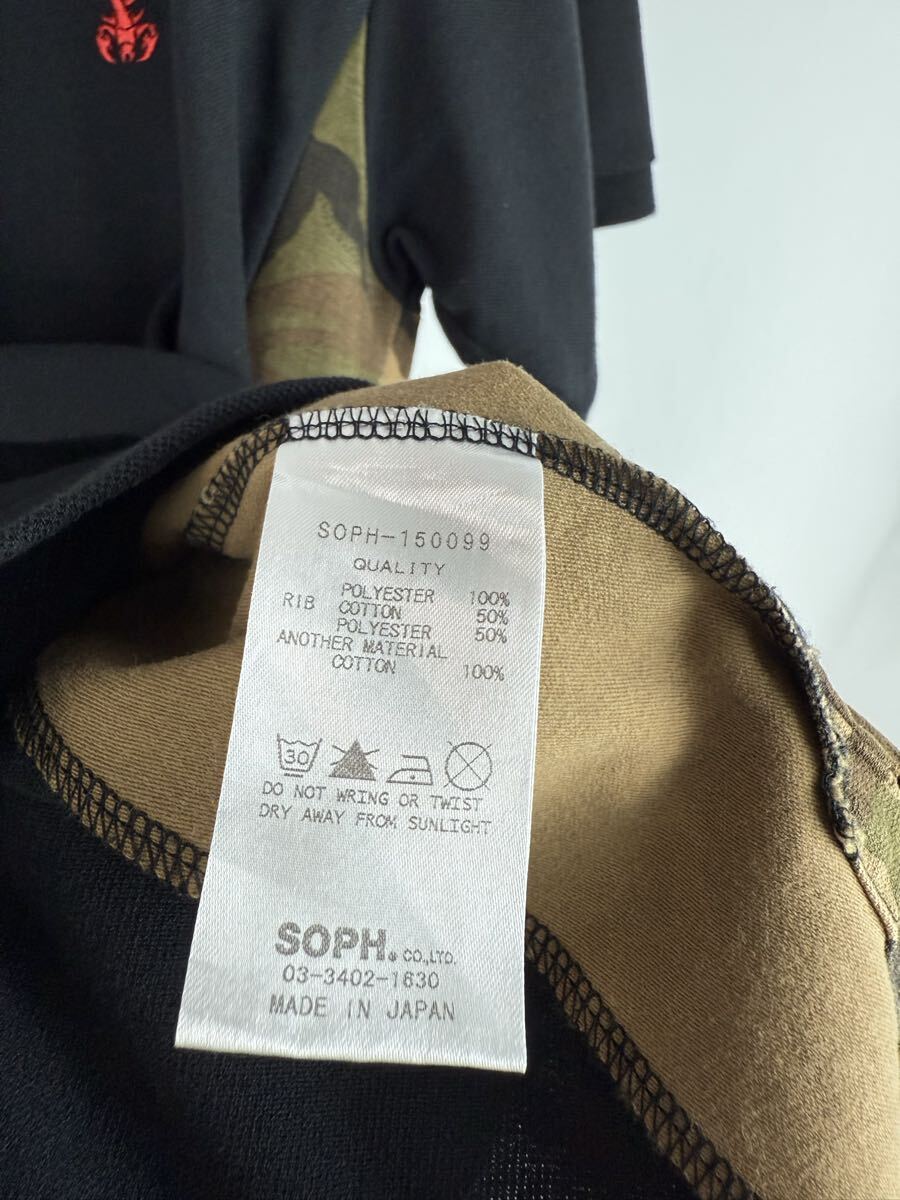 SOPH-150099
QUALITY
POLYESTER 100%
RIB COTTON 50%
POLYESTER 50%
ANOTHER MATERIAL
COTTON 100%
30
DO NOT WRING OR TWIST
DRY AWAY FROM SUNLIGHT
SOPH. CO.,LTD.
03-3402-1630
MADE IN JAPAN